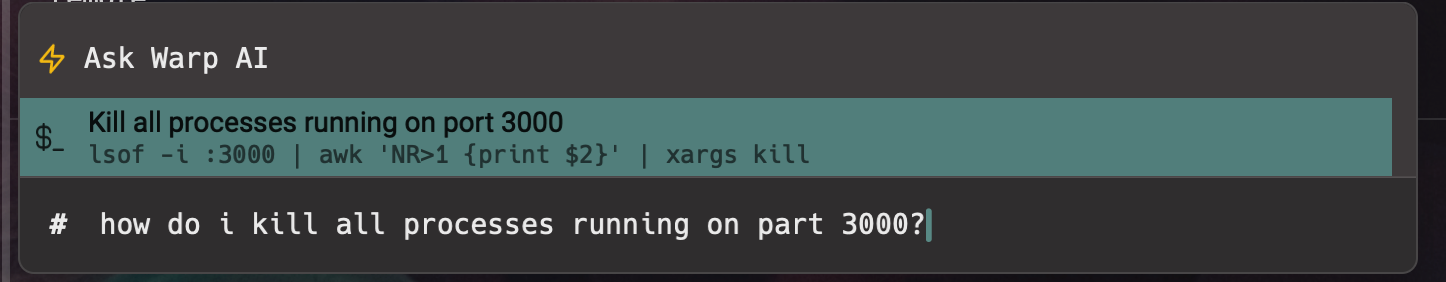 Ask Warp AI
$_
Kill all processes running on port 3000
lsof -i :3000 | awk 'NR>1 {print $2}' | xargs kill
# how do i kill all processes running on part 3000?